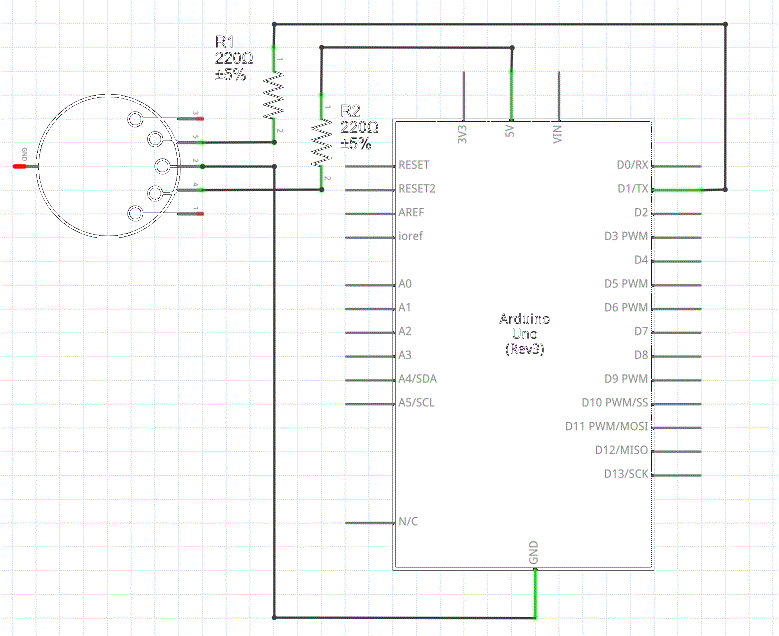 R1
220Ω
±5%
1
2
R2
220Ω
±5%
1
2
GND
3
5
2
4
1
3V3
5V
VIN
RESET
RESET2
AREF
ioref
A0
A1
A2
A3
A4/SDA
A5/SCL
N/C
Arduino
Uno
(Rev3)
D0/RX
D1/TX
D2
D3 PWM
D4
D5 PWM
D6 PWM
D7
D8
D9 PWM
D10 PWM/SS
D11 PWM/MOSI
D12/MISO
D13/SCK
GND